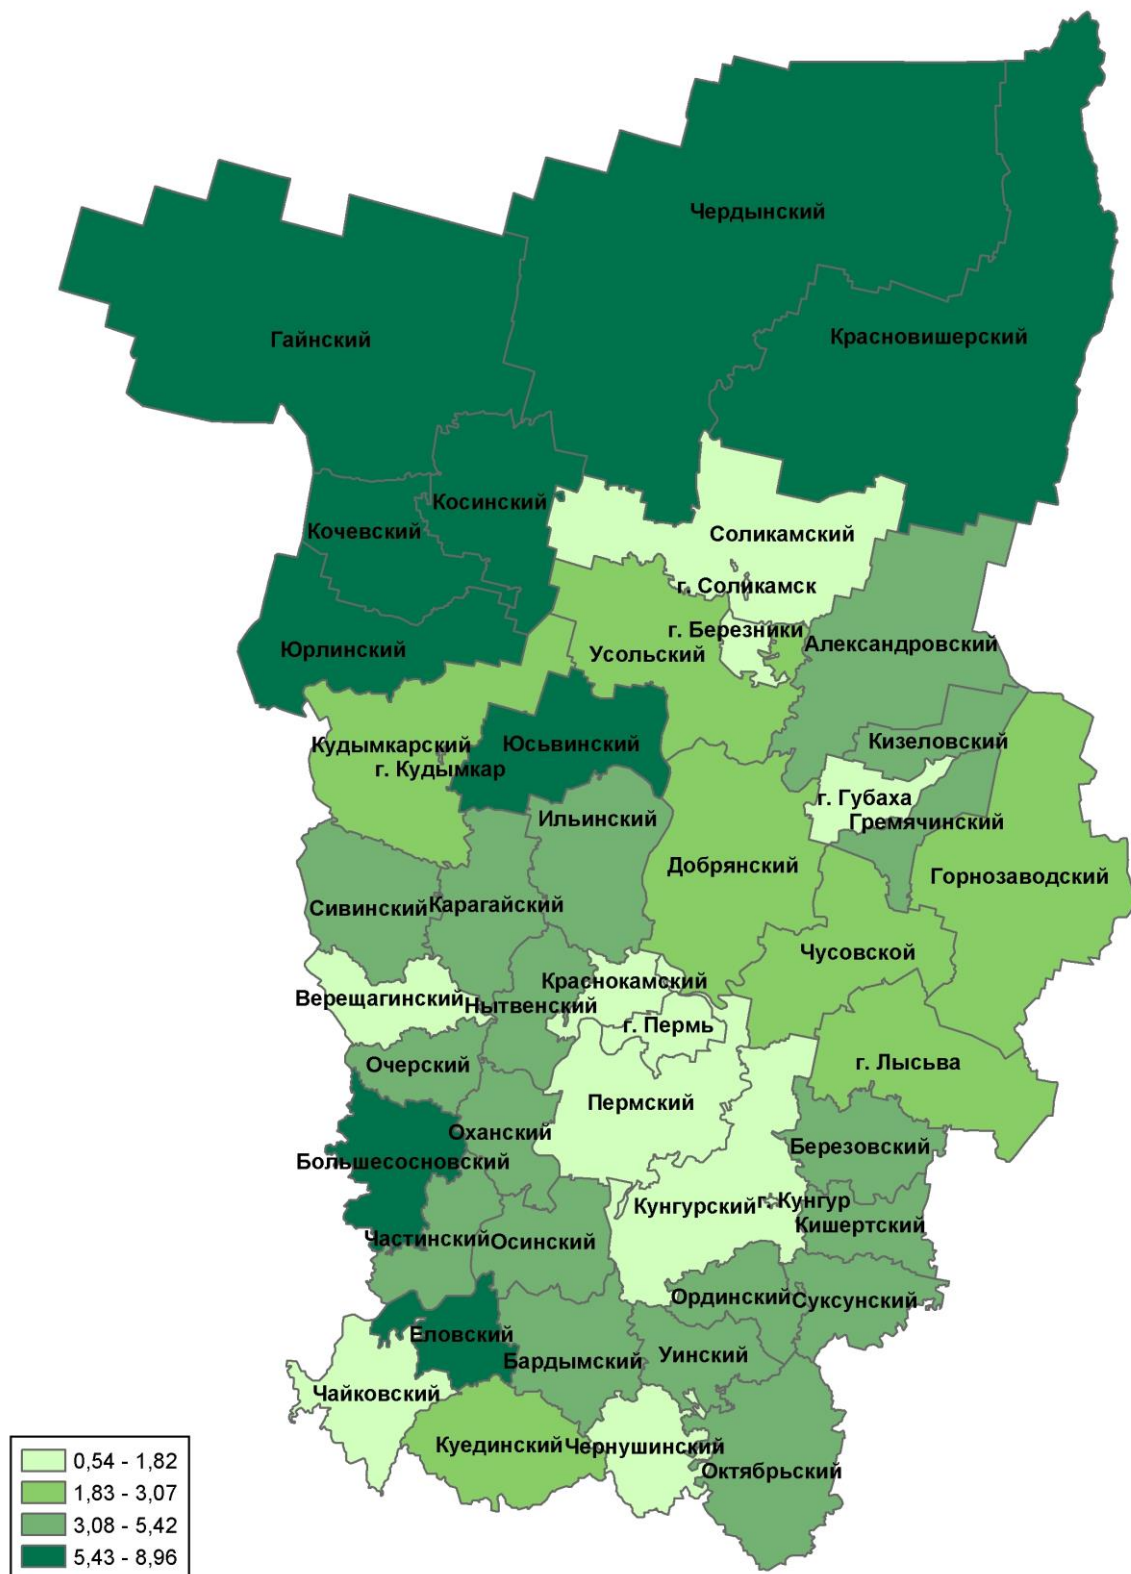 Чердынский
Красновишерский
Гайнский
Косинский
Кочевский
Соликамский
г. Соликамск
г. Березники
Александровский
Юрлинский
Усольский
Кудымкарский
г. Кудымкар
Юсьвинский
Кизеловский
г. Губаха
Гремячинский
Ильинский
Добрянский
Горнозаводский
Сивинский
Карагайский
Чусовской
Верещагинский
Нытвенский
Краснокамский
г. Пермь
Очерский
г. Лысьва
Пермский
Оханский
Березовский
Большесосновский
Кунгурский
г. Кунгур
Кишертский
Частинский
Осинский
Ординский
Суксунский
Еловский
Бардымский
Уинский
Чайковский
Куединский
Чернушинский
Октябрьский
0,54 - 1,82
1,83 - 3,07
3,08 - 5,42
5,43 - 8,96